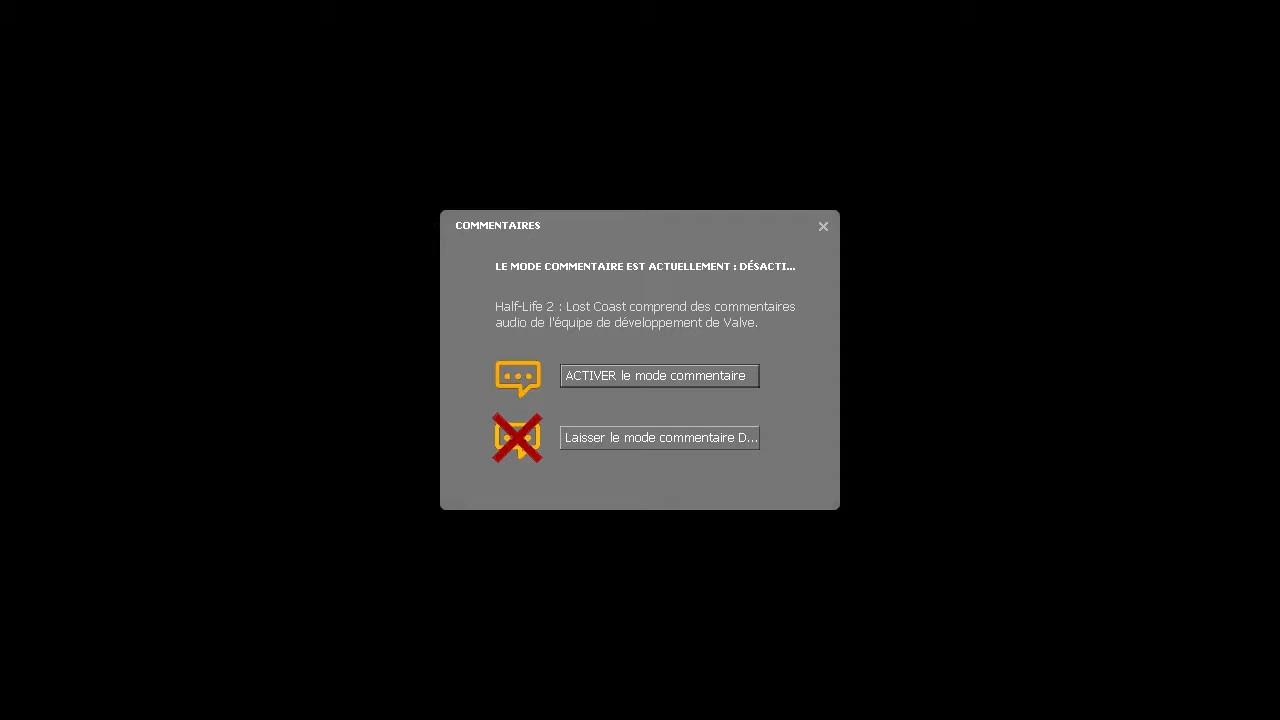 COMMENTAIRES
LE MODE COMMENTAIRE EST ACTUELLEMENT : DÉSACTI...
Half-Life 2 : Lost Coast comprend des commentaires
audio de l'équipe de développement de Valve.
ACTIVER le mode commentaire
Laisser le mode commentaire D...